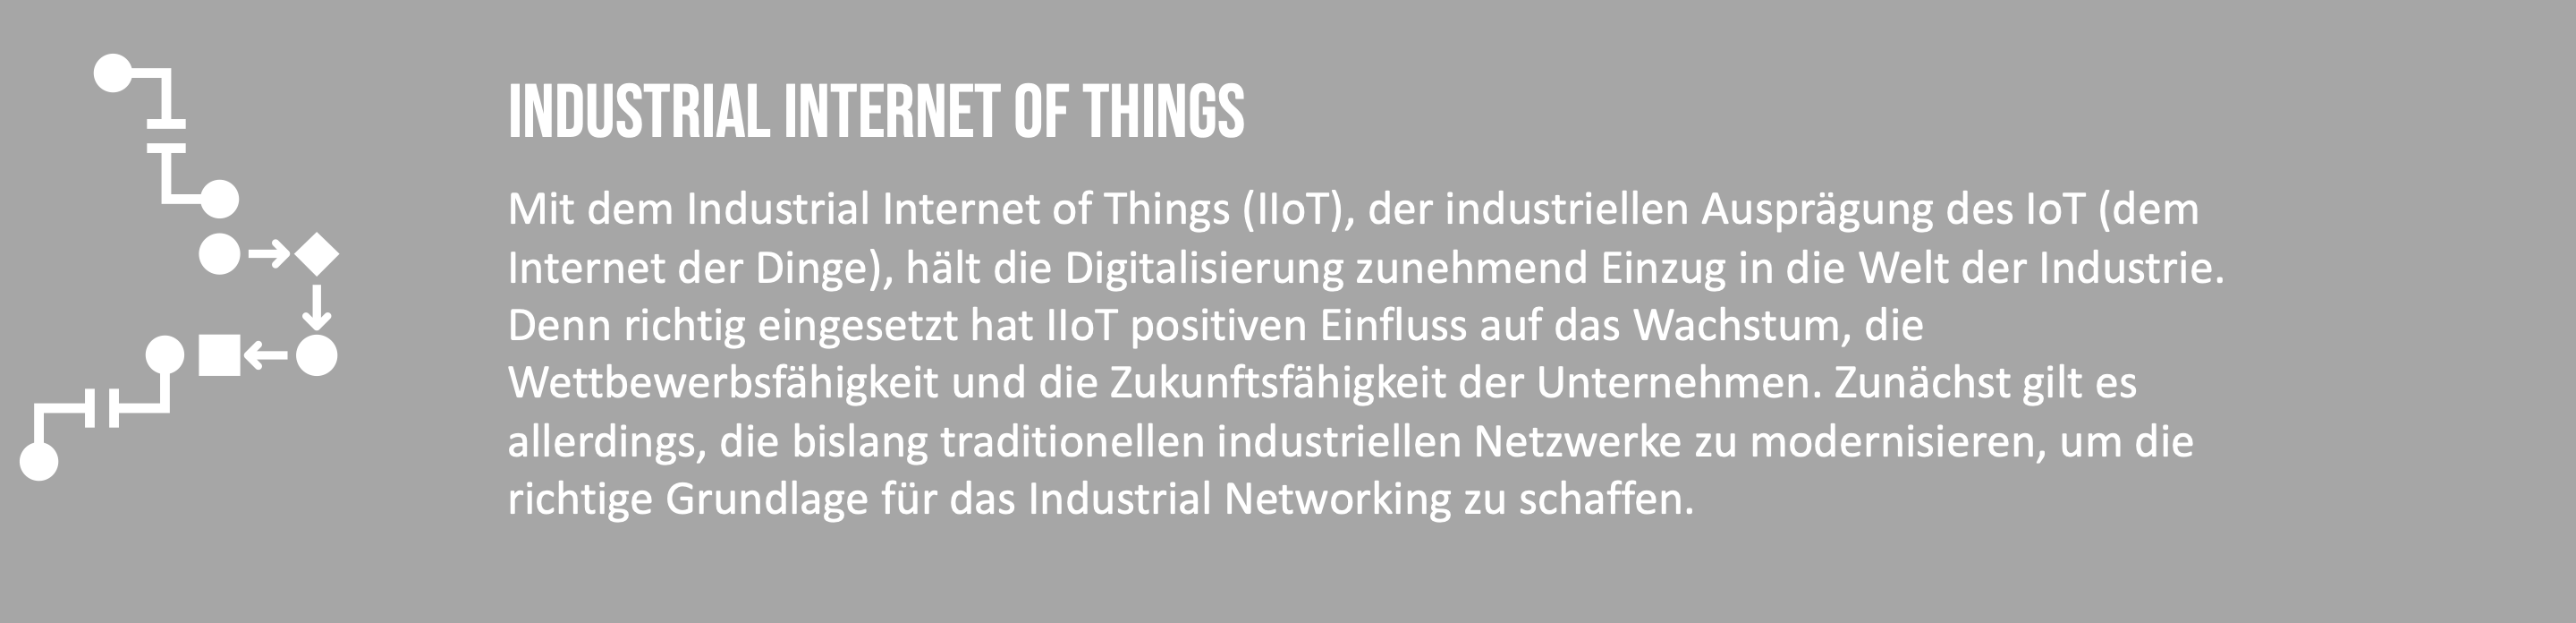 INDUSTRIAL INTERNET OF THINGS
Mit dem Industrial Internet of Things (IIoT), der industriellen Ausprägung des IoT (dem
Internet der Dinge), hält die Digitalisierung zunehmend Einzug in die Welt der Industrie.
Denn richtig eingesetzt hat IIoT positiven Einfluss auf das Wachstum, die
Wettbewerbsfähigkeit und die Zukunftsfähigkeit der Unternehmen. Zunächst gilt es
allerdings, die bislang traditionellen industriellen Netzwerke zu modernisieren, um die
richtige Grundlage für das Industrial Networking zu schaffen.